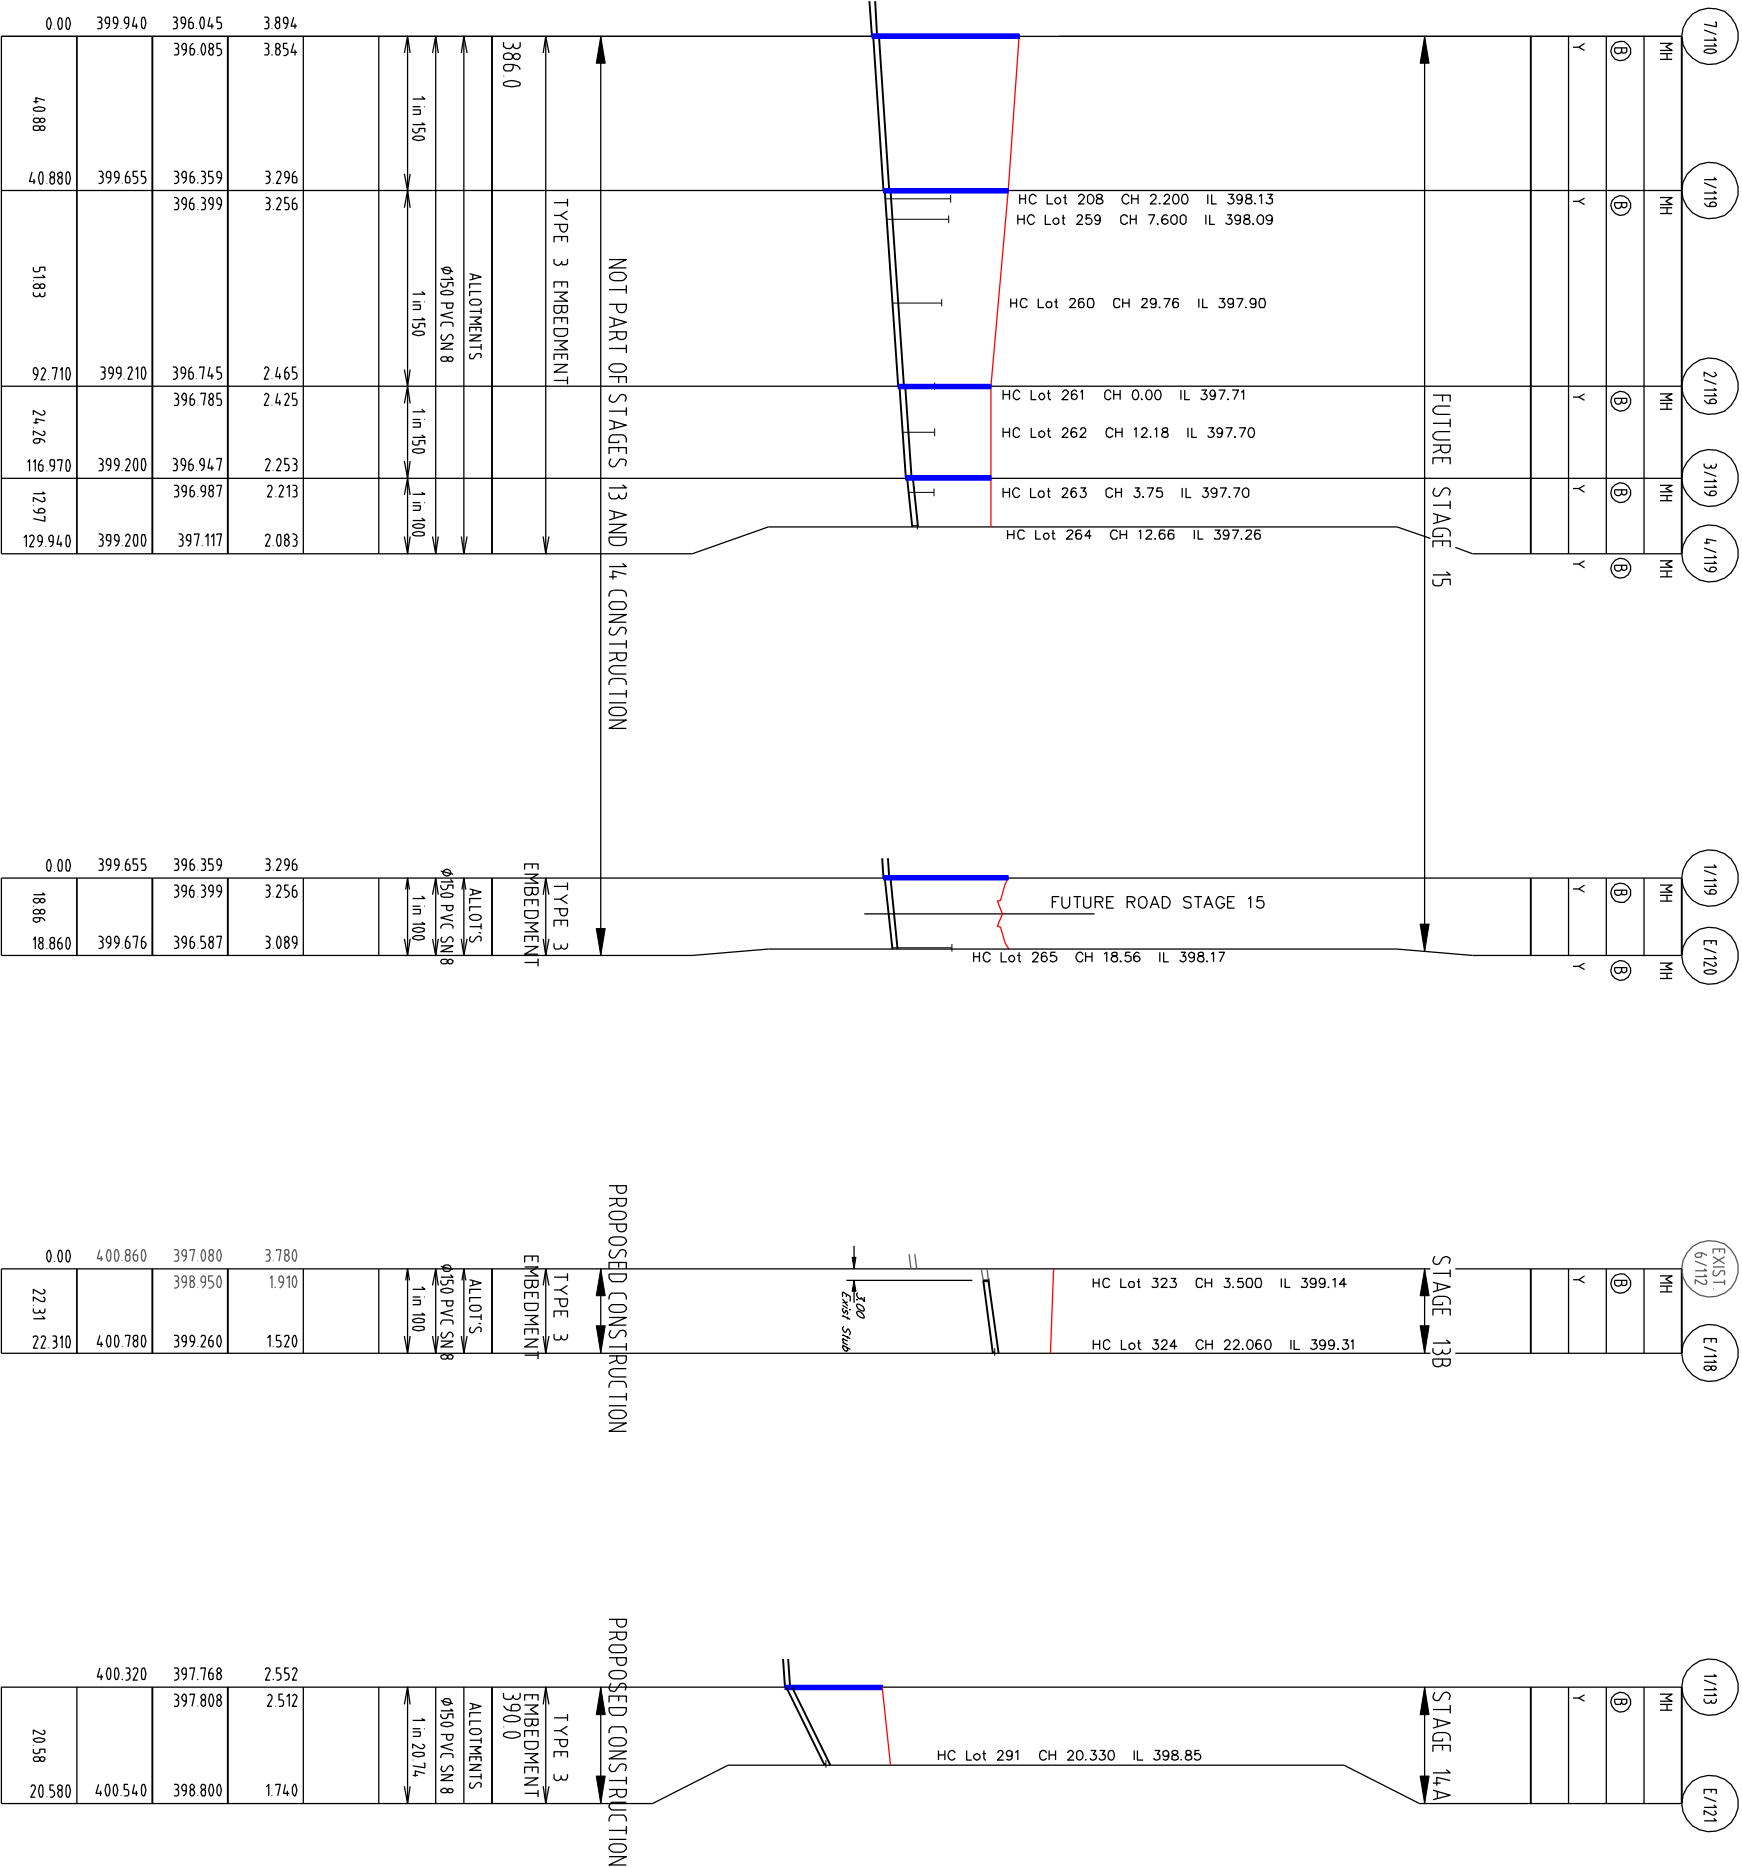 7/110
MH
B
Y
FUTURE STAGE 15
1/119
MH
B
Y
2/119
MH
B
Y
3/119
MH
B
Y
4/119
MH
B
Y
HC Lot 208 CH 2.200 IL 398.13
HC Lot 259 CH 7.600 IL 398.09
HC Lot 260 CH 29.76 IL 397.90
HC Lot 261 CH 0.00 IL 397.71
HC Lot 262 CH 12.18 IL 397.70
HC Lot 263 CH 3.75 IL 397.70
HC Lot 264 CH 12.66 IL 397.26
NOT PART OF STAGES 13 AND 14 CONSTRUCTION
TYPE 3 EMBEDMENT
386.0
ALLOTMENTS
φ150 PVC SN 8
1 in 150
1 in 150
1 in 150
1 in 100
3.894
3.854
3.296
3.256
2.465
2.425
2.253
2.213
2.083
396.045
396.085
396.359
396.399
396.745
396.785
396.947
396.987
397.117
399.940
399.655
399.210
399.200
399.200
0.00
40.88
40.880
51.83
92.710
24.26
116.970
12.97
129.940
1/119
MH
B
Y
E/120
MH
B
Y
FUTURE ROAD STAGE 15
HC Lot 265 CH 18.56 IL 398.17
TYPE 3
EMBEDMENT
ALLOT'S
φ150 PVC SN 8
1 in 100
3.296
3.256
3.089
396.359
396.399
396.587
399.655
399.676
0.00
18.86
18.860
EXIST.
6/112
MH
B
Y
E/118
STAGE 13B
HC Lot 323 CH 3.500 IL 399.14
HC Lot 324 CH 22.060 IL 399.31
3.00
Exist Stub
PROPOSED CONSTRUCTION
TYPE 3
EMBEDMENT
ALLOT'S
φ150 PVC SN 8
1 in 100
3.780
1.910
1.520
397.080
398.950
399.260
400.860
400.780
0.00
22.31
22.310
1/113
MH
B
Y
E/121
STAGE 14A
HC Lot 291 CH 20.330 IL 398.85
PROPOSED CONSTRUCTION
TYPE 3
EMBEDMENT
390.0
ALLOTMENTS
φ150 PVC SN 8
1 in 20.74
2.552
2.512
1.740
397.768
397.808
398.800
400.320
400.540
20.58
20.580